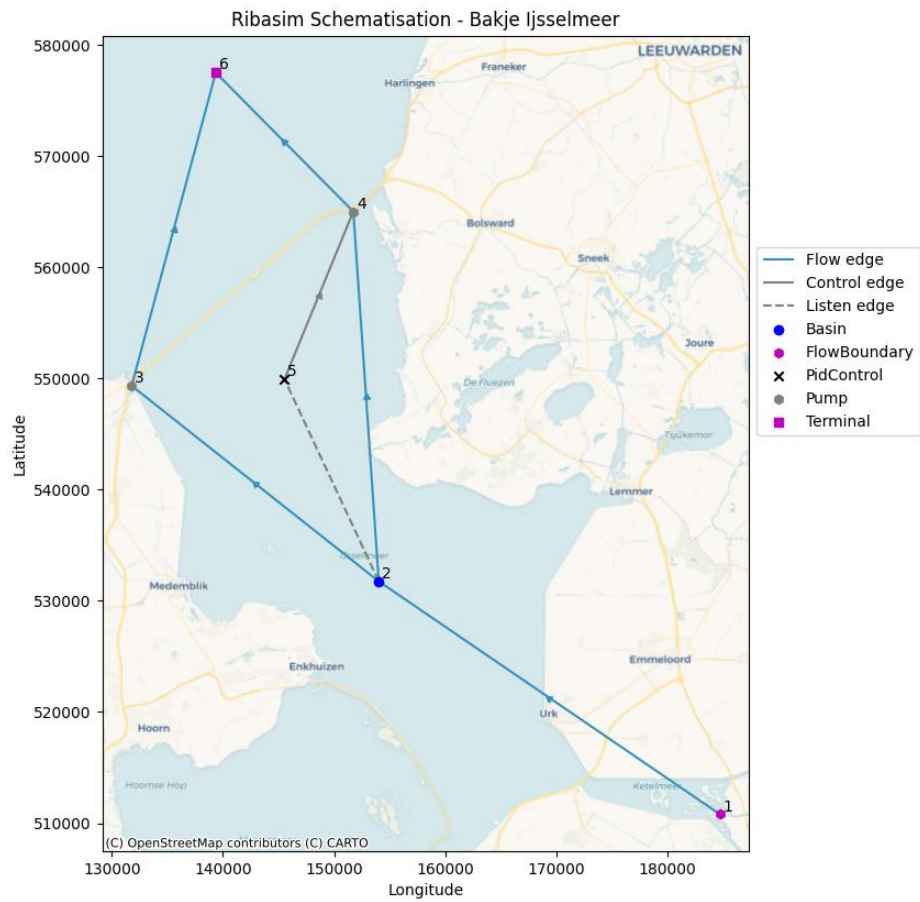 Ribasim Schematisation - Bakje Ijsselmeer
580000
570000
560000
550000
540000
530000
520000
510000
Latitude
130000
140000
150000
160000
170000
180000
Longitude
LEEUWARDEN
Franeker
Harlingen
Bolsward
Sneek
Joure
De Fluezen
Tsjûkemar
Lemmer
IJsselmeer
Medemblik
Enkhuizen
Emmeloord
Urk
Hoorn
Hoornse Hop
Ketelmeer
6
4
5
3
2
1
(C) OpenStreetMap contributors (C) CARTO
Flow edge
Control edge
Listen edge
Basin
FlowBoundary
PidControl
Pump
Terminal